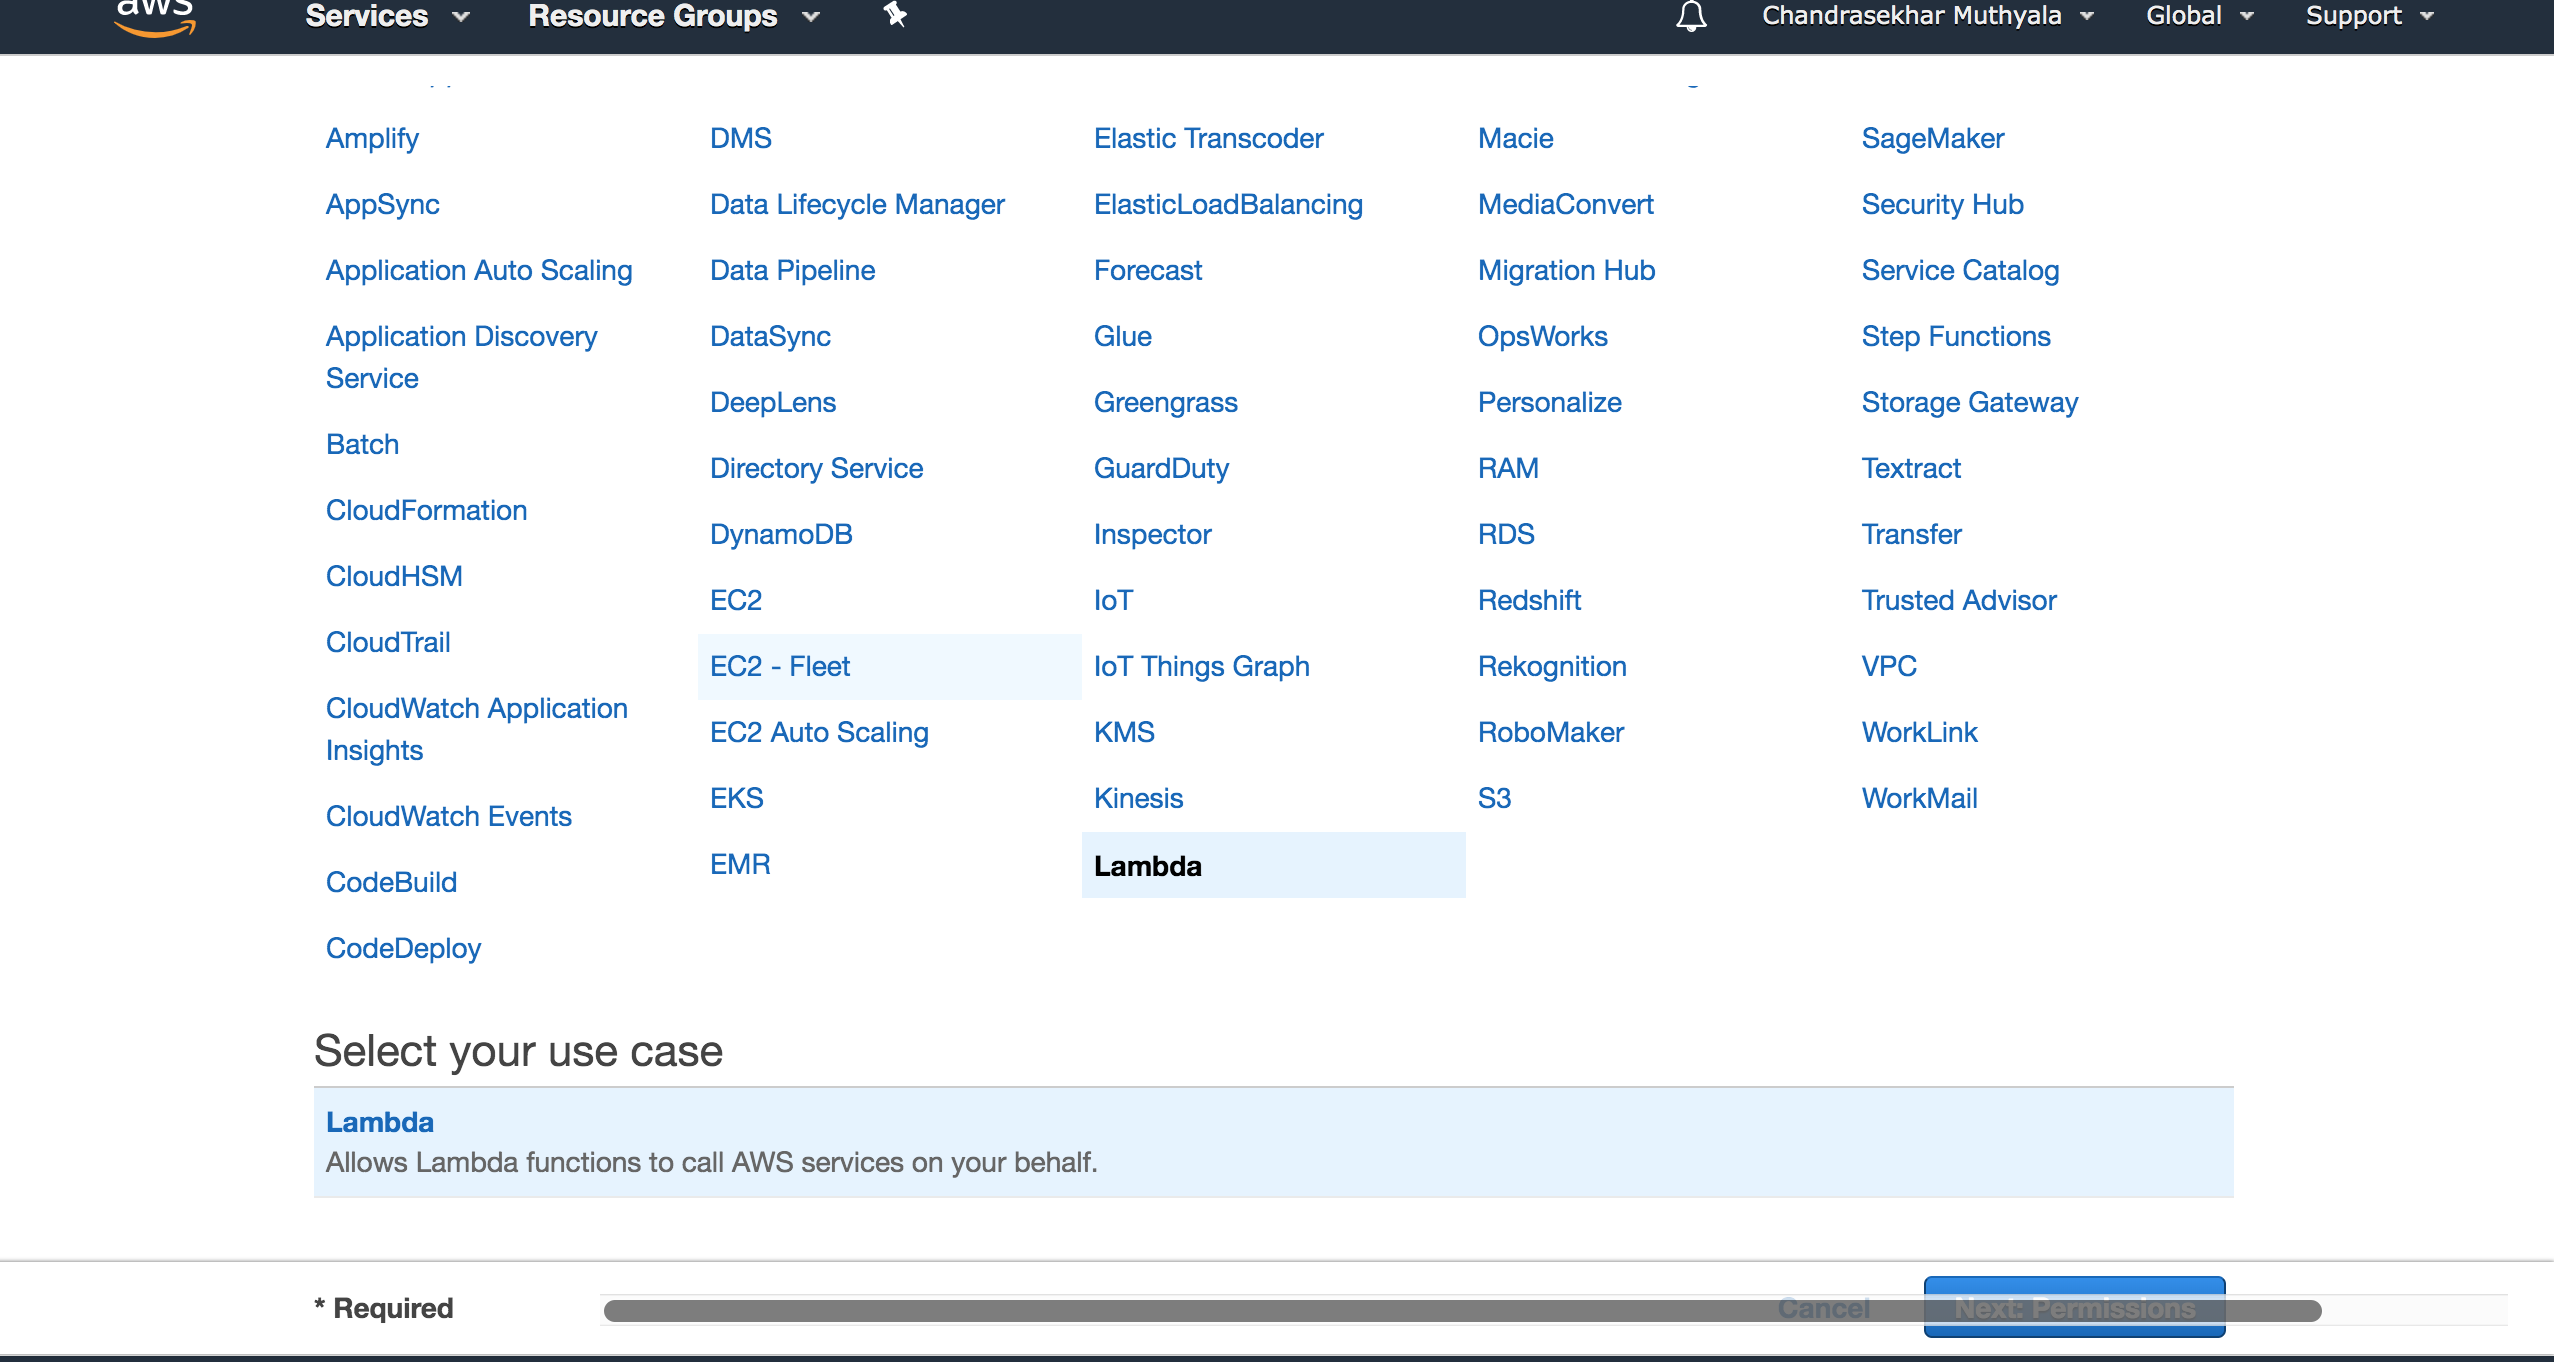 aws Services Resource Groups Chandrasekhar Muthyala Global Support
Amplify
AppSync
Application Auto Scaling
Application Discovery
Service
Batch
CloudFormation
CloudHSM
CloudTrail
CloudWatch Application
Insights
CloudWatch Events
CodeBuild
CodeDeploy
DMS
Data Lifecycle Manager
Data Pipeline
DataSync
DeepLens
Directory Service
DynamoDB
EC2
EC2 - Fleet
EC2 Auto Scaling
EKS
EMR
Elastic Transcoder
ElasticLoadBalancing
Forecast
Glue
Greengrass
GuardDuty
Inspector
IoT
IoT Things Graph
KMS
Kinesis
Lambda
Macie
MediaConvert
Migration Hub
OpsWorks
Personalize
RAM
RDS
Redshift
Rekognition
RoboMaker
S3
SageMaker
Security Hub
Service Catalog
Step Functions
Storage Gateway
Textract
Transfer
Trusted Advisor
VPC
WorkLink
WorkMail
Select your use case
Lambda
Allows Lambda functions to call AWS services on your behalf.
* Required Cancel Next: Permissions